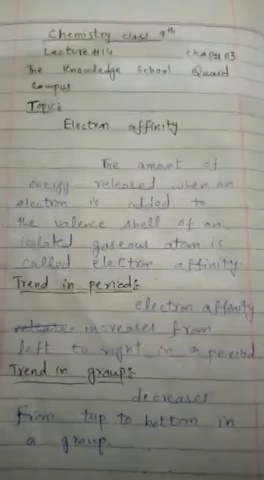 Chemistry class 9th
Lecture #14 Chapt 03
The Knowledge School Quaid
campus
Topic:
Electron affinity
The amount of
energy released when an
electron is added to
the valence shell of an
isolated gaseous atom is
called electron affinity.
Trend in period:
electron affinity
increases from
left to right in a period
Trend in group:
decreases
from top to bottom in
a group.